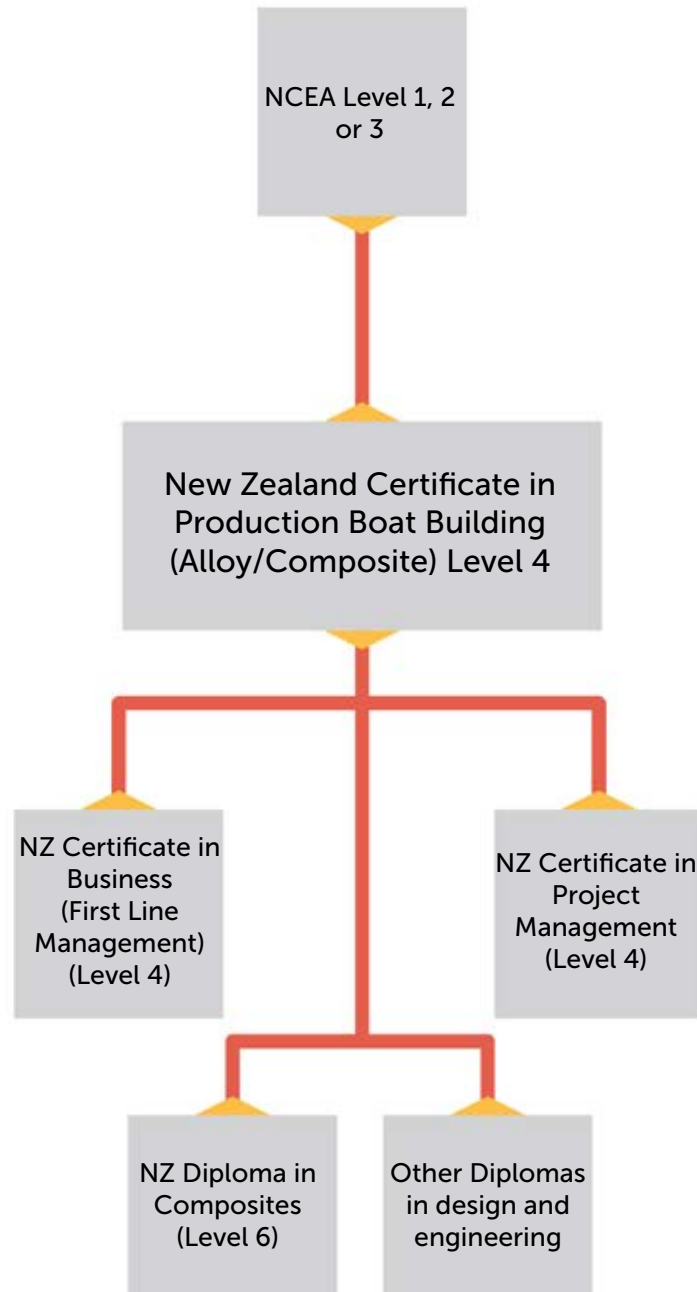 NCEA Level 1, 2
or 3
New Zealand Certificate in
Production Boat Building
(Alloy/Composite) Level 4
NZ Certificate in
Business
(First Line
Management)
(Level 4)
NZ Certificate in
Project
Management
(Level 4)
NZ Diploma in
Composites
(Level 6)
Other Diplomas
in design and
engineering